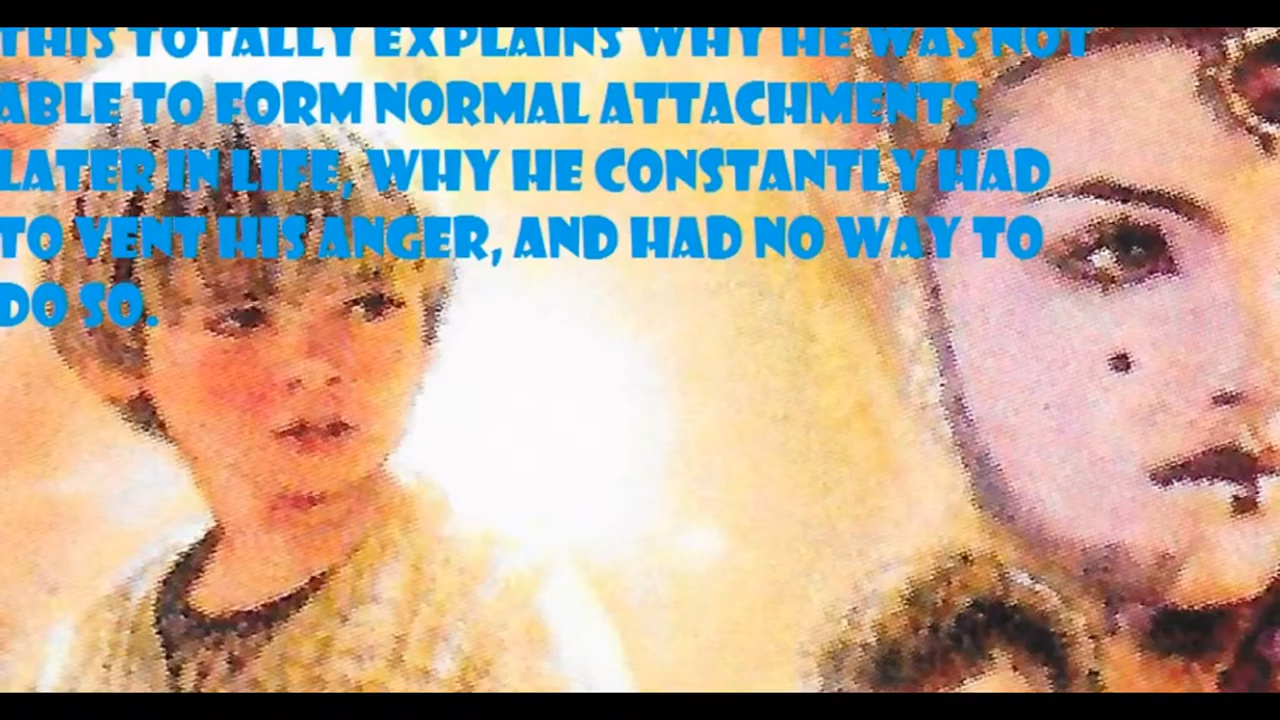 THIS TOTALLY EXPLAINS WHY HE WAS NOT
ABLE TO FORM NORMAL ATTACHMENTS
LATER IN LIFE, WHY HE CONSTANTLY HAD
TO VENT HIS ANGER, AND HAD NO WAY TO
DO SO.